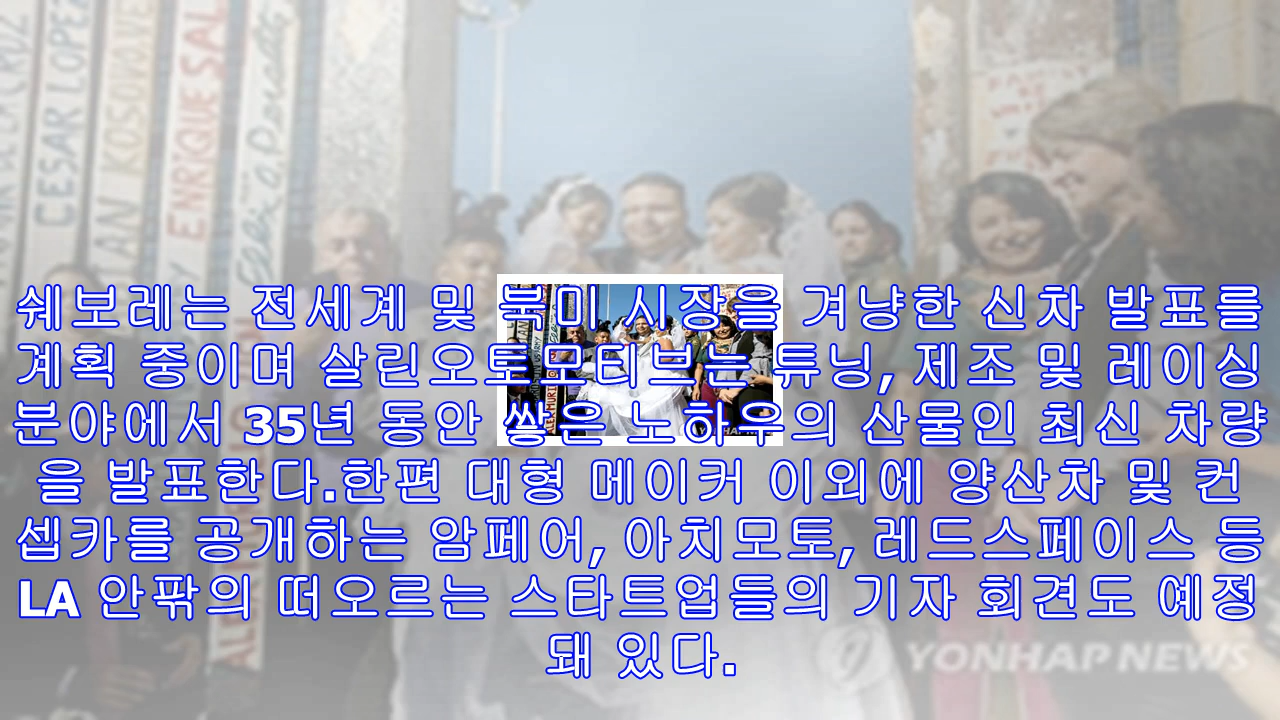 CESAR LOPEZ
AN KOSOVO
ENRIQUE SAL
쉐보레는 전세계 및 북미 시장을 겨냥한 신차 발표를
계획 중이며 살린오토모티브는 튜닝, 제조 및 레이싱
분야에서 35년 동안 쌓은 노하우의 산물인 최신 차량
을 발표한다.한편 대형 메이커 이외에 양산차 및 컨
셉카를 공개하는 암페어, 아치모토, 레드스페이스 등
LA 안팎의 떠오르는 스타트업들의 기자 회견도 예정
돼 있다.
YONHAP NEWS